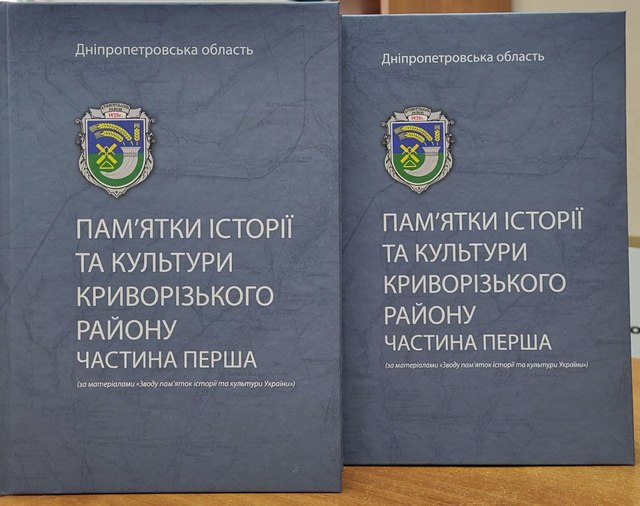 Дніпропетровська область
1925р.
ПАМ'ЯТКИ ІСТОРІЇ
ТА КУЛЬТУРИ
КРИВОРІЗЬКОГО
РАЙОНУ
ЧАСТИНА ПЕРША
(за матеріалами «Зводу пам'яток історії та культури України»)
Дніпропетровська область
ПАМ'ЯТКИ ІСТОРІЇ
ТА КУЛЬТУРИ
КРИВОРІЗЬКОГО
РАЙОНУ
ЧАСТИНА ПЕРША
(за матеріалами «Зводу пам'яток історії та культури України»)